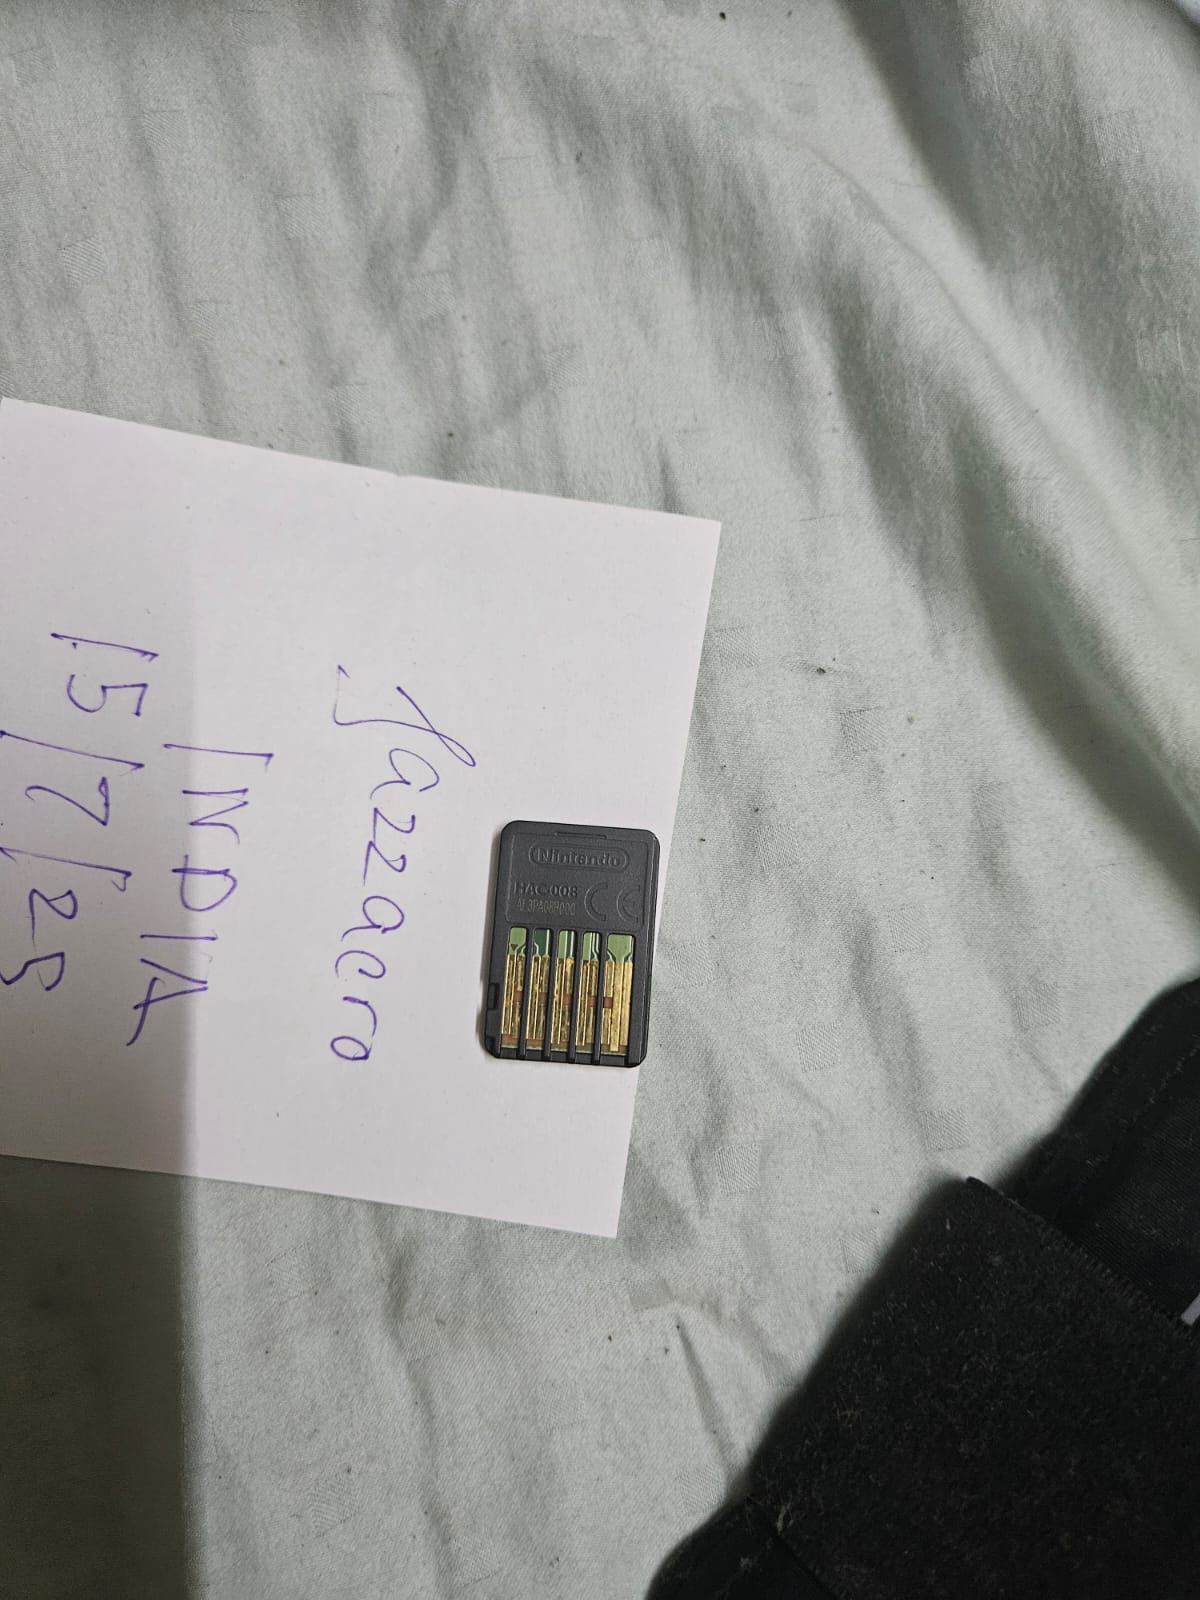 Jazzacro
INDIA
15/7/25
Nintendo
HAC-008
CE